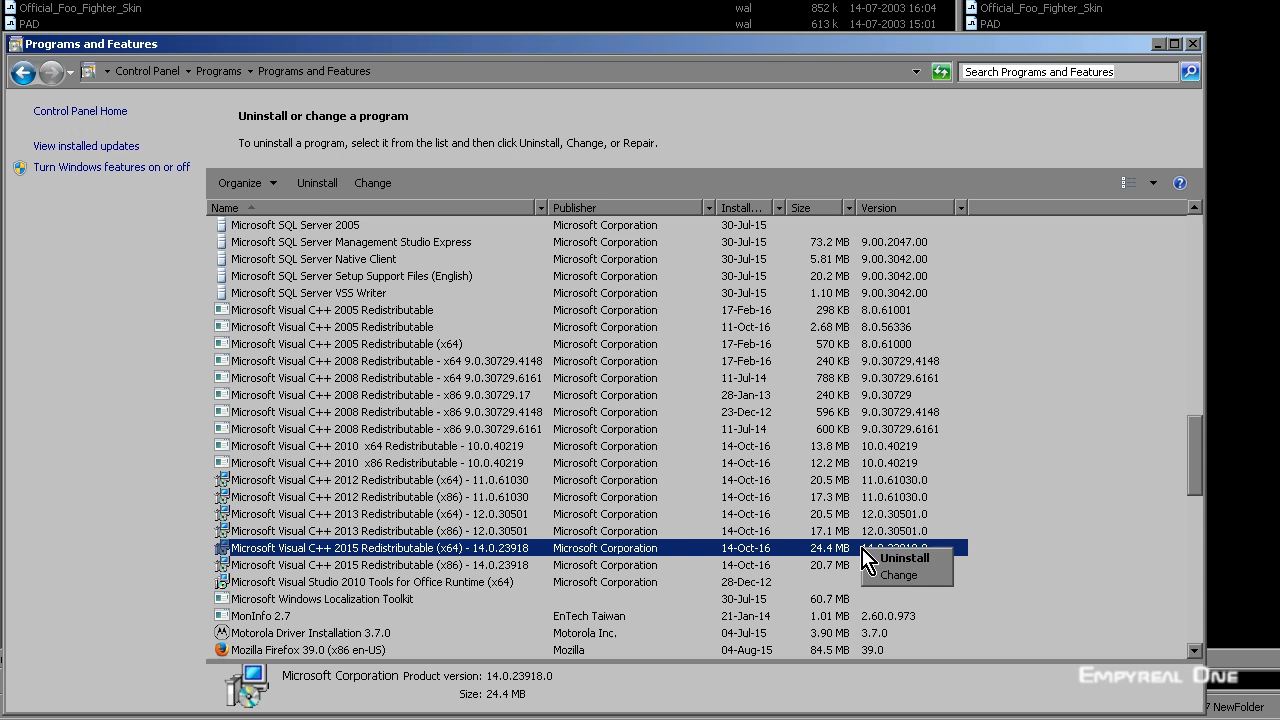 Official_Foo_Fighter_Skin wal 852 k 14-07-2003 16:04 Official_Foo_Fighter_Skin
PAD wal 613 k 14-07-2003 15:01 PAD
Programs and Features
Control Panel Programs Programs and Features Search Programs and Features
Control Panel Home
Uninstall or change a program
View installed updates
To uninstall a program, select it from the list and then click Uninstall, Change, or Repair.
Turn Windows features on or off
Organize Uninstall Change
Name Publisher Install... Size Version
Microsoft SQL Server 2005 Microsoft Corporation 30-Jul-15
Microsoft SQL Server Management Studio Express Microsoft Corporation 30-Jul-15 73.2 MB 9.00.2047.00
Microsoft SQL Server Native Client Microsoft Corporation 30-Jul-15 5.81 MB 9.00.3042.00
Microsoft SQL Server Setup Support Files (English) Microsoft Corporation 30-Jul-15 20.2 MB 9.00.3042.00
Microsoft SQL Server VSS Writer Microsoft Corporation 30-Jul-15 1.10 MB 9.00.3042.00
Microsoft Visual C++ 2005 Redistributable Microsoft Corporation 17-Feb-16 298 KB 8.0.61001
Microsoft Visual C++ 2005 Redistributable Microsoft Corporation 11-Oct-16 2.68 MB 8.0.56336
Microsoft Visual C++ 2005 Redistributable (x64) Microsoft Corporation 17-Feb-16 570 KB 8.0.61000
Microsoft Visual C++ 2008 Redistributable - x64 9.0.30729.4148 Microsoft Corporation 17-Feb-16 240 KB 9.0.30729.4148
Microsoft Visual C++ 2008 Redistributable - x64 9.0.30729.6161 Microsoft Corporation 11-Jul-14 788 KB 9.0.30729.6161
Microsoft Visual C++ 2008 Redistributable - x86 9.0.30729.17 Microsoft Corporation 28-Jan-13 240 KB 9.0.30729
Microsoft Visual C++ 2008 Redistributable - x86 9.0.30729.4148 Microsoft Corporation 23-Dec-12 596 KB 9.0.30729.4148
Microsoft Visual C++ 2008 Redistributable - x86 9.0.30729.6161 Microsoft Corporation 11-Jul-14 600 KB 9.0.30729.6161
Microsoft Visual C++ 2010 x64 Redistributable - 10.0.40219 Microsoft Corporation 14-Oct-16 13.8 MB 10.0.40219
Microsoft Visual C++ 2010 x86 Redistributable - 10.0.40219 Microsoft Corporation 14-Oct-16 12.2 MB 10.0.40219
Microsoft Visual C++ 2012 Redistributable (x64) - 11.0.61030 Microsoft Corporation 14-Oct-16 20.5 MB 11.0.61030.0
Microsoft Visual C++ 2012 Redistributable (x86) - 11.0.61030 Microsoft Corporation 14-Oct-16 17.3 MB 11.0.61030.0
Microsoft Visual C++ 2013 Redistributable (x64) - 12.0.30501 Microsoft Corporation 14-Oct-16 20.5 MB 12.0.30501.0
Microsoft Visual C++ 2013 Redistributable (x86) - 12.0.30501 Microsoft Corporation 14-Oct-16 17.1 MB 12.0.30501.0
Microsoft Visual C++ 2015 Redistributable (x64) - 14.0.23918 Microsoft Corporation 14-Oct-16 24.4 MB
Uninstall
Microsoft Visual C++ 2015 Redistributable (x86) - 14.0.23918 Microsoft Corporation 14-Oct-16 20.7 MB
Change
Microsoft Visual Studio 2010 Tools for Office Runtime (x64) Microsoft Corporation 28-Dec-12
Microsoft Windows Localization Toolkit Microsoft Corporation 30-Jul-15 60.7 MB
MonInfo 2.7 EnTech Taiwan 21-Jan-14 1.01 MB 2.60.0.973
Motorola Driver Installation 3.7.0 Motorola Inc. 04-Jul-15 3.90 MB 3.7.0
Mozilla Firefox 39.0 (x86 en-US) Mozilla 04-Aug-15 84.5 MB 39.0
Microsoft Corporation Product version: 14.0.23918.0
Size: 24.4 MB
Empyreal One
7 NewFolder